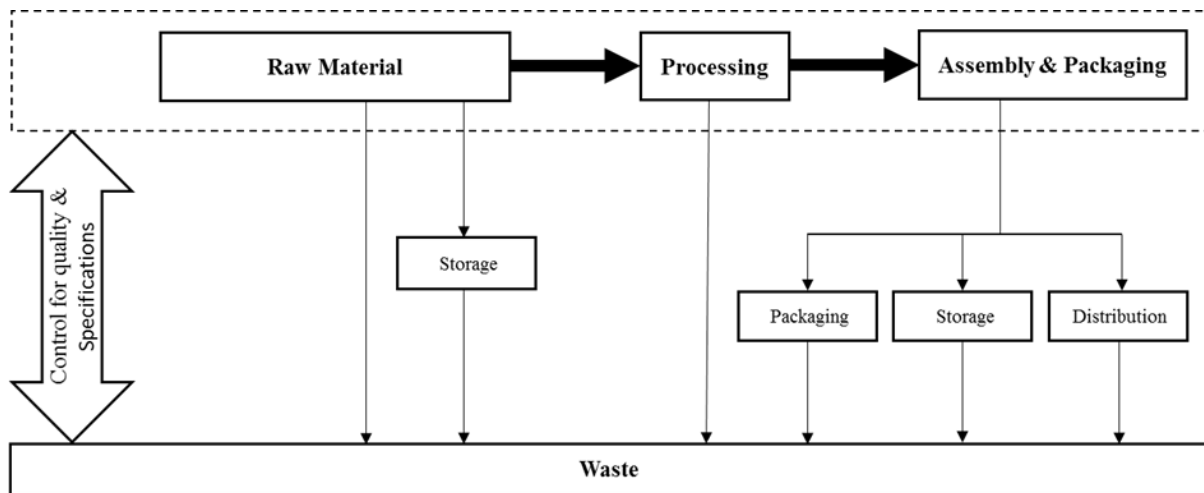 Raw Material
Processing
Assembly & Packaging
Control for quality &
Specifications
Storage
Packaging
Storage
Distribution
Waste